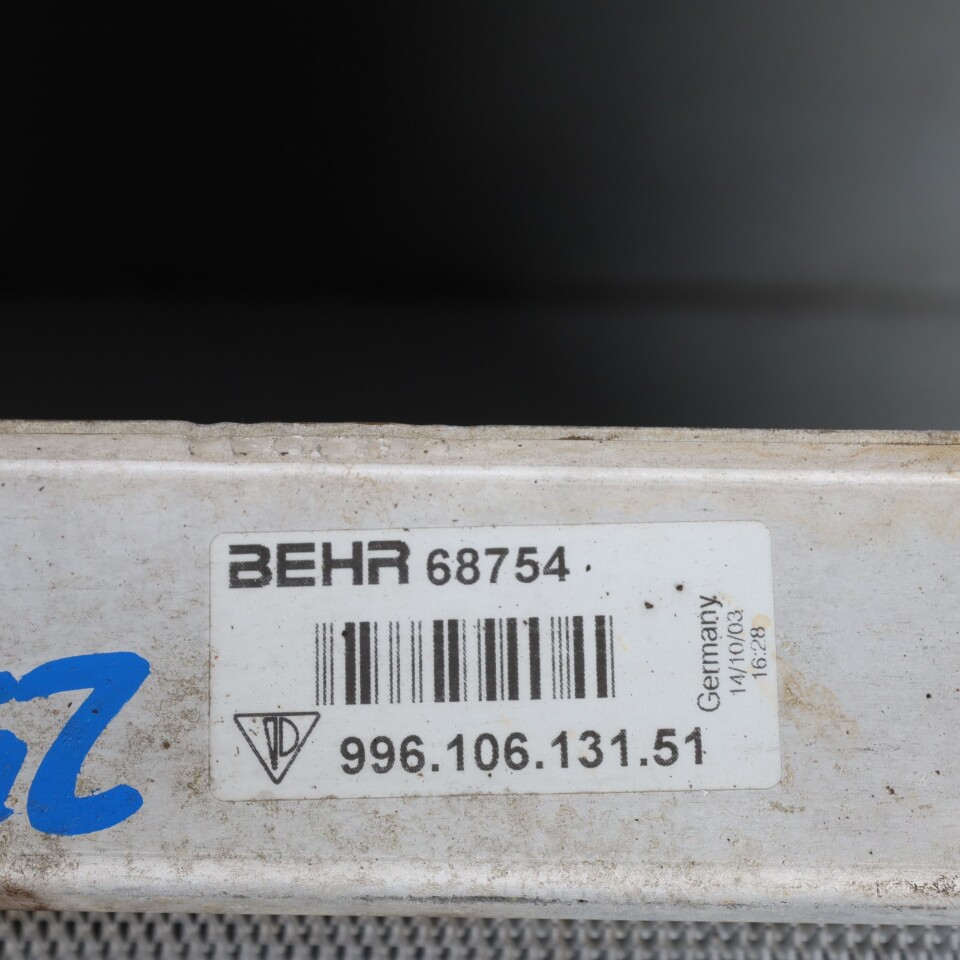 BEHR 68754
Germany
14/10/03
16:28
996.106.131.51